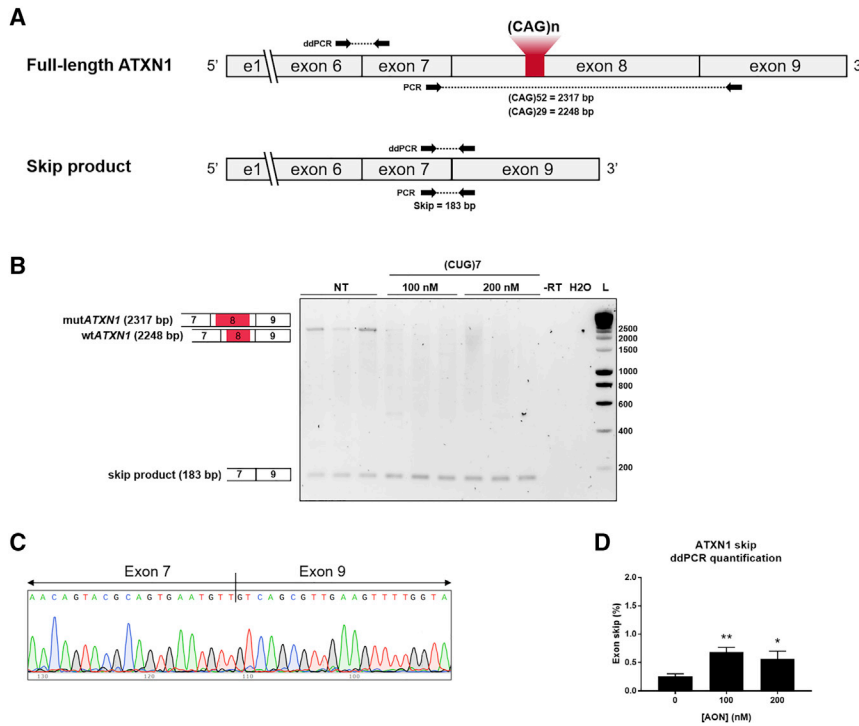 A
(CAG)n
ddPCR
Full-length ATXN1
5'
e1
exon 6
exon 7
exon 8
exon 9
3'
PCR
(CAG)52 = 2317 bp
(CAG)29 = 2248 bp
ddPCR
Skip product
5'
e1
exon 6
exon 7
exon 9
3'
PCR
Skip = 183 bp
B
(CUG)7
NT
100 nM
200 nM
-RT
H2O
L
mutATXN1 (2317 bp)
7
8
9
wtATXN1 (2248 bp)
7
8
9
2500
2000
1500
1000
800
600
400
200
skip product (183 bp)
7
9
C
Exon 7
Exon 9
A A C A G T A C G C A G T G A A T G T T G T C A G C G T T G A A G T T T T G G T A
130
120
110
100
D
ATXN1 skip
ddPCR quantification
Exon skip (%)
2.0
1.5
1.0
0.5
0.0
**
*
0
100
200
[AON] (nM)